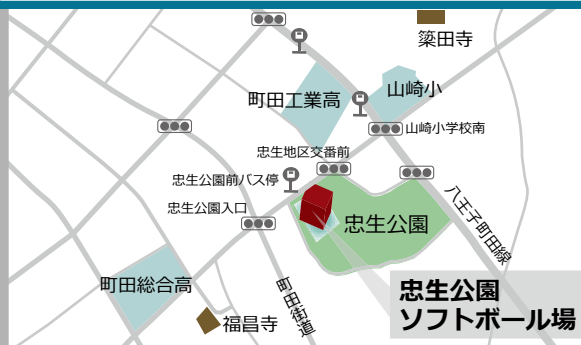 簗田寺
町田工業高
山崎小
山崎小学校南
忠生地区交番前
忠生公園前バス停
忠生公園入口
忠生公園
八王子町田線
町田総合高
町田街道
福昌寺
忠生公園
ソフトボール場